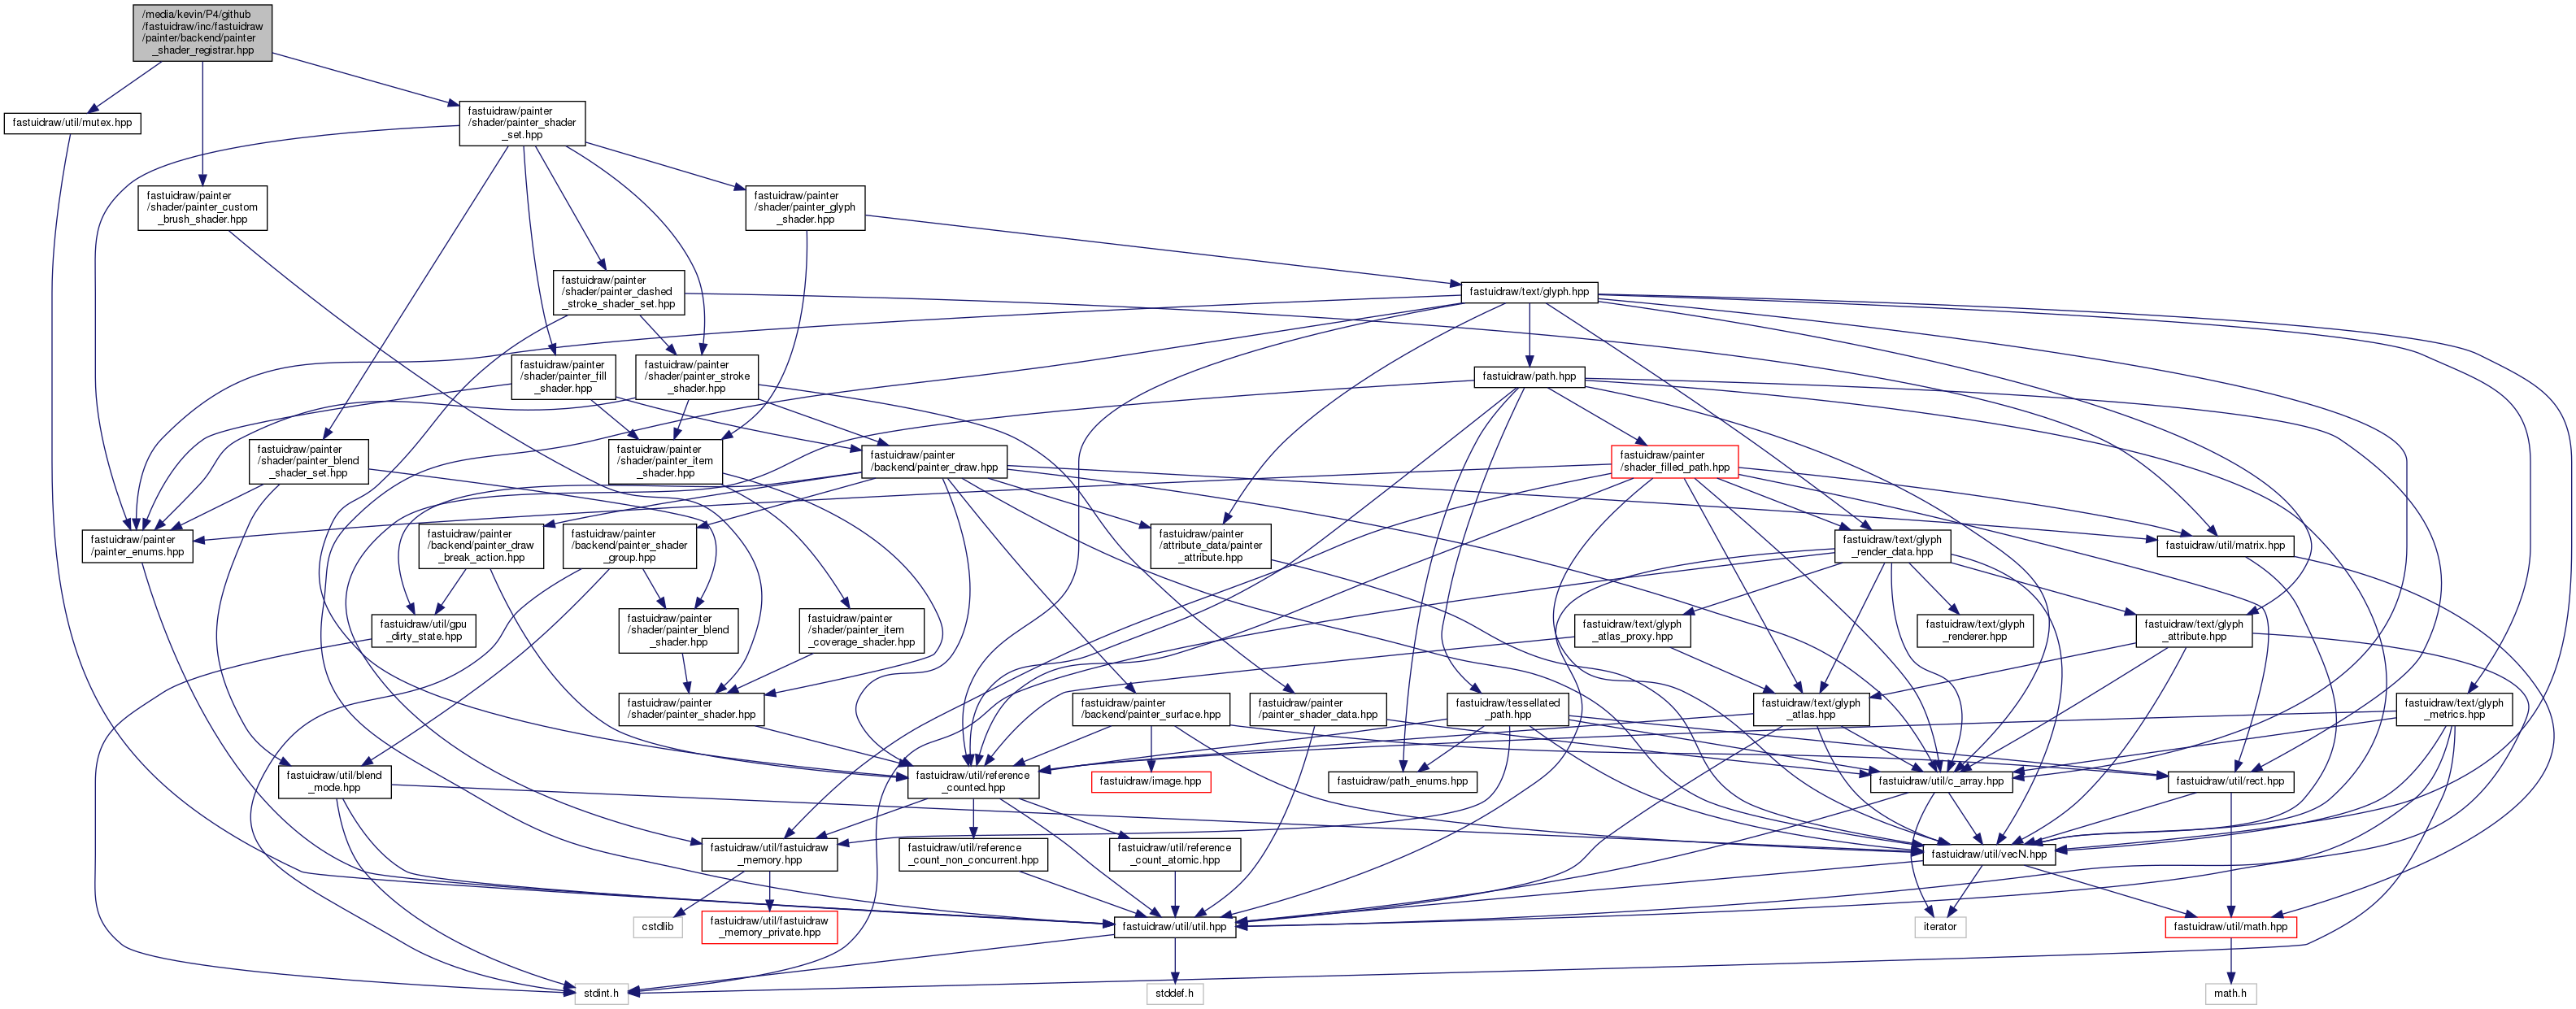 /media/kevin/P4/github
/fastuidraw/inc/fastuidraw
/painter/backend/painter
_shader_registrar.hpp
fastuidraw/util/mutex.hpp
fastuidraw/painter
/shader/painter_shader
_set.hpp
fastuidraw/painter
/shader/painter_custom
_brush_shader.hpp
fastuidraw/painter
/shader/painter_glyph
_shader.hpp
fastuidraw/painter
/shader/painter_dashed
_stroke_shader_set.hpp
fastuidraw/text/glyph.hpp
fastuidraw/painter
/shader/painter_fill
_shader.hpp
fastuidraw/painter
/shader/painter_stroke
_shader.hpp
fastuidraw/path.hpp
fastuidraw/painter
/shader/painter_blend
_shader_set.hpp
fastuidraw/painter
/shader/painter_item
_shader.hpp
fastuidraw/painter
/backend/painter_draw.hpp
fastuidraw/painter
/shader_filled_path.hpp
fastuidraw/painter
/painter_enums.hpp
fastuidraw/painter
/backend/painter_draw
_break_action.hpp
fastuidraw/painter
/backend/painter_shader
_group.hpp
fastuidraw/painter
/attribute_data/painter
_attribute.hpp
fastuidraw/text/glyph
_render_data.hpp
fastuidraw/util/matrix.hpp
fastuidraw/util/gpu
_dirty_state.hpp
fastuidraw/painter
/shader/painter_blend
_shader.hpp
fastuidraw/painter
/shader/painter_item
_coverage_shader.hpp
fastuidraw/text/glyph
_atlas_proxy.hpp
fastuidraw/text/glyph
_renderer.hpp
fastuidraw/text/glyph
_attribute.hpp
fastuidraw/painter
/shader/painter_shader.hpp
fastuidraw/painter
/backend/painter_surface.hpp
fastuidraw/painter
/painter_shader_data.hpp
fastuidraw/tessellated
_path.hpp
fastuidraw/text/glyph
_atlas.hpp
fastuidraw/text/glyph
_metrics.hpp
fastuidraw/util/blend
_mode.hpp
fastuidraw/util/reference
_counted.hpp
fastuidraw/image.hpp
fastuidraw/path_enums.hpp
fastuidraw/util/c_array.hpp
fastuidraw/util/rect.hpp
fastuidraw/util/fastuidraw
_memory.hpp
fastuidraw/util/reference
_count_non_concurrent.hpp
fastuidraw/util/reference
_count_atomic.hpp
fastuidraw/util/vecN.hpp
cstdlib
fastuidraw/util/fastuidraw
_memory_private.hpp
fastuidraw/util/util.hpp
iterator
fastuidraw/util/math.hpp
stdint.h
stddef.h
math.h